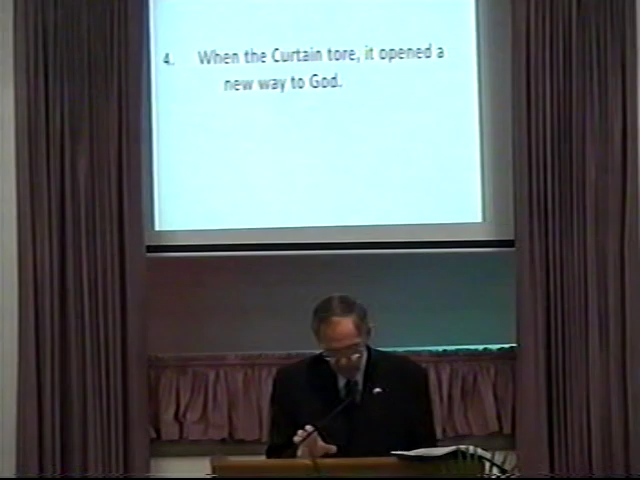 4. When the Curtain tore, it opened a
new way to God.